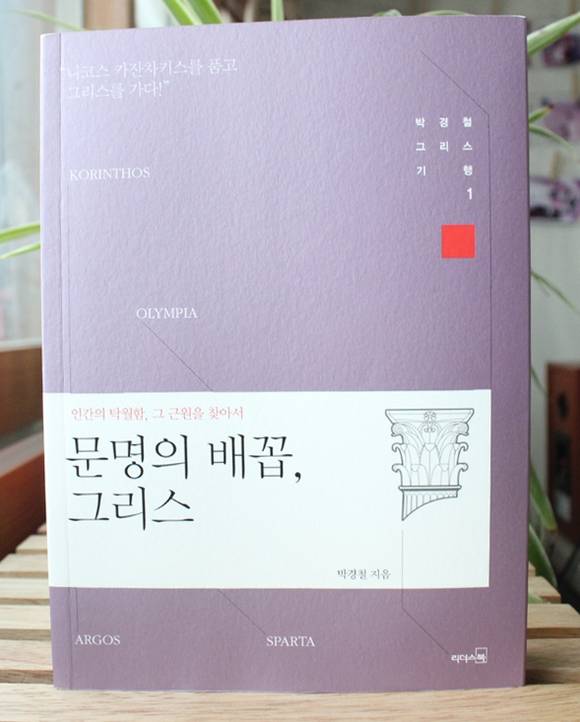 “니코스 카잔차키스를 품고
그리스를 가다!”
박경철
그리스
기행
1
KORINTHOS
OLYMPIA
인간의 탁월함, 그 근원을 찾아서
문명의 배꼽,
그리스
박경철 지음
ARGOS
SPARTA
리더스북